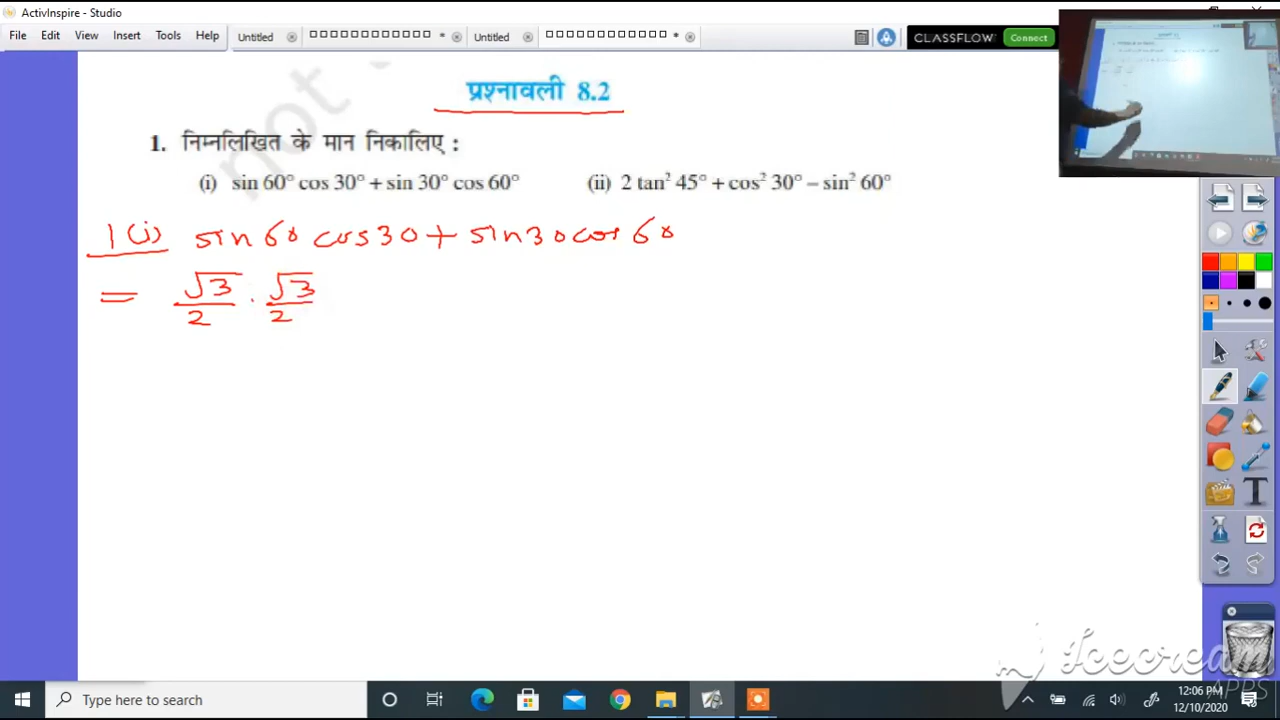 ActivInspire - Studio
File Edit View Insert Tools Help
Untitled * Untitled *
CLASSFLOW Connect
not
प्रश्नावली 8.2
1. निम्नलिखित के मान निकालिए :
(i) sin 60° cos 30° + sin 30° cos 60° (ii) 2 tan² 45° + cos² 30° – sin² 60°
1(i) sin 60 cos 30 + sin 30 cos 60
= √3/2 . √3/2
Icecream
APPS
Type here to search
12:06 PM
12/10/2020